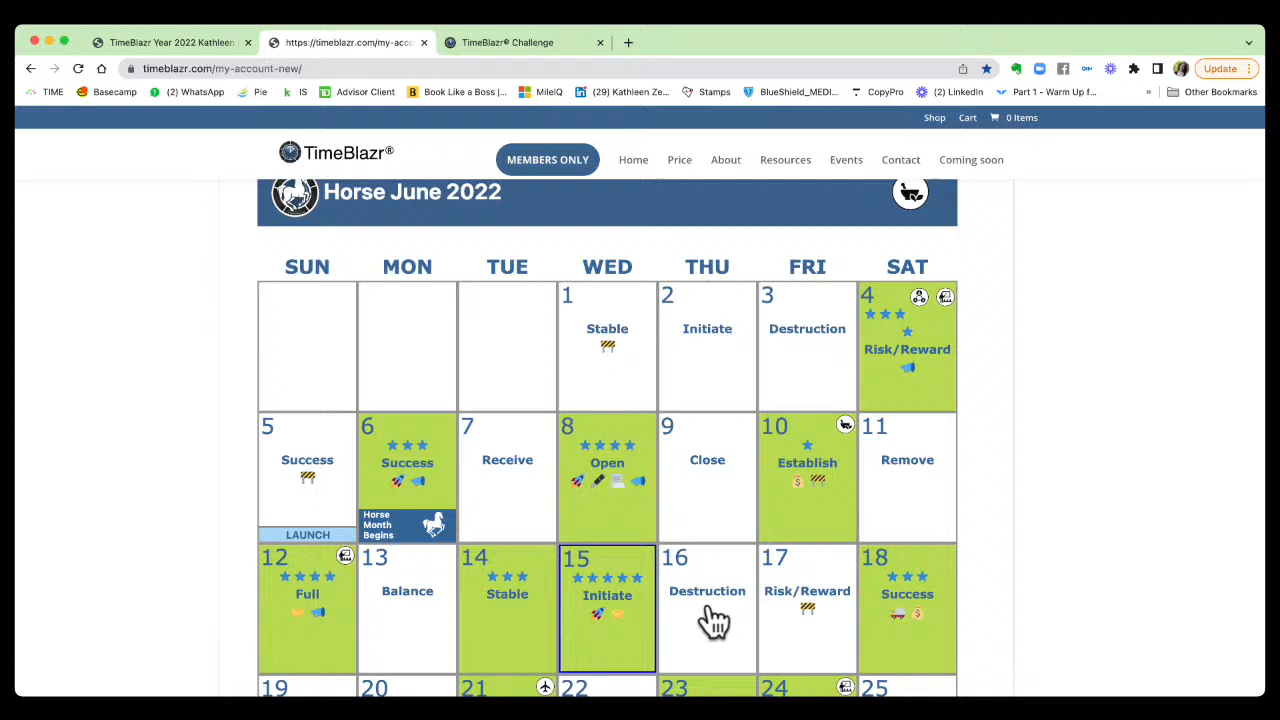 TimeBlazr Year 2022 Kathleen
https://timeblazr.com/my-acco
TimeBlazr® Challenge
timeblazr.com/my-account-new/
Update
TIME
Basecamp
(2) WhatsApp
Pie
IS
Advisor Client
Book Like a Boss |...
MileIQ
(29) Kathleen Ze...
Stamps
BlueShield_MEDI...
CopyPro
(2) LinkedIn
Part 1 - Warm Up f...
»
Other Bookmarks
Shop
Cart
0 Items
TimeBlazr®
MEMBERS ONLY
Home
Price
About
Resources
Events
Contact
Coming soon
Horse June 2022
SUN
MON
TUE
WED
THU
FRI
SAT
1
Stable
2
Initiate
3
Destruction
4
Risk/Reward
5
Success
LAUNCH
6
Success
Horse
Month
Begins
7
Receive
8
Open
9
Close
10
Establish
11
Remove
12
Full
13
Balance
14
Stable
15
Initiate
16
Destruction
17
Risk/Reward
18
Success
19
20
21
22
23
24
25